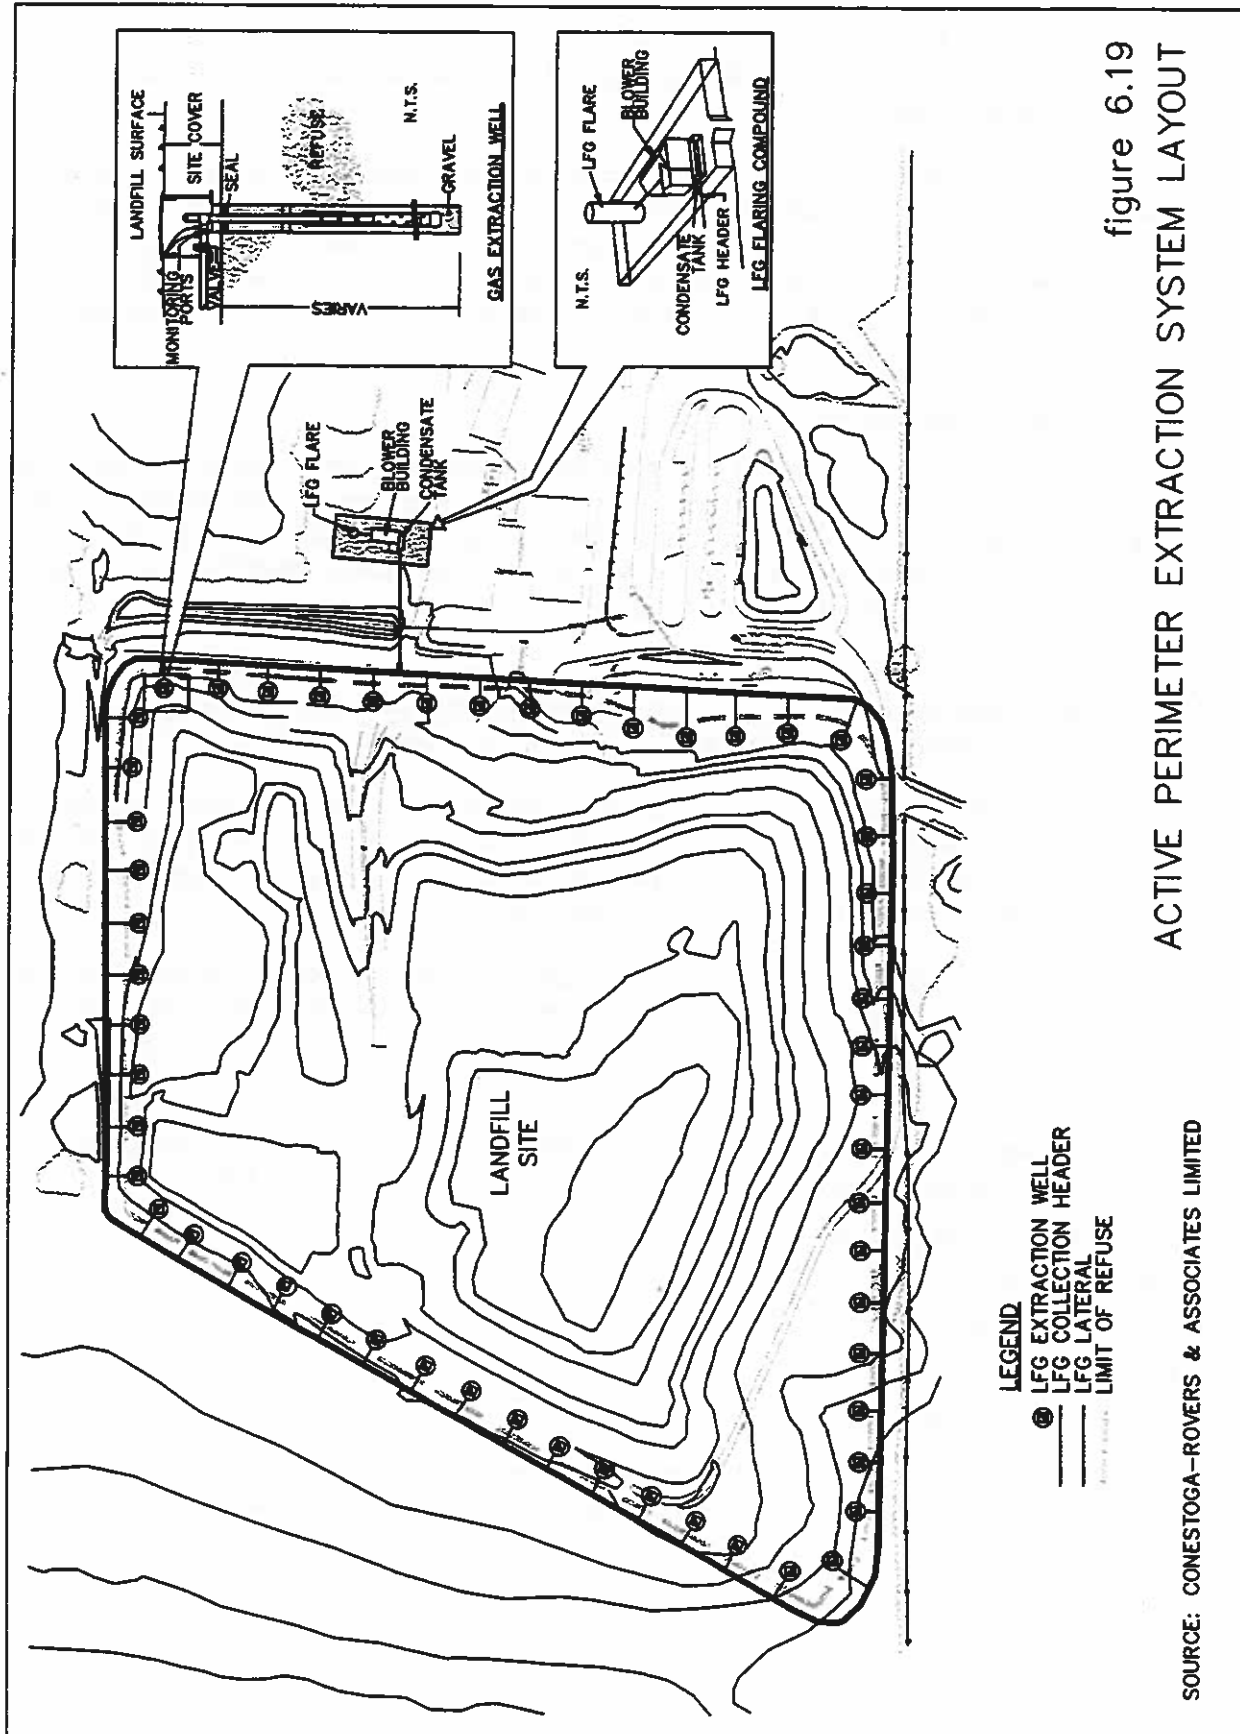 LANDFILL SURFACE
MONITORING
PORTS
VALVE
SITE COVER
SEAL
REFUSE
VARIES
N.T.S.
GRAVEL
GAS EXTRACTION WELL
N.T.S.
LFG FLARE
BLOWER
BUILDING
CONDENSATE
TANK
LFG HEADER
LFG FLARING COMPOUND
LFG FLARE
BLOWER
BUILDING
CONDENSATE
TANK
LANDFILL
SITE
LEGEND
LFG EXTRACTION WELL
LFG COLLECTION HEADER
LFG LATERAL
LIMIT OF REFUSE
figure 6.19
ACTIVE PERIMETER EXTRACTION SYSTEM LAYOUT
SOURCE: CONESTOGA-ROVERS & ASSOCIATES LIMITED